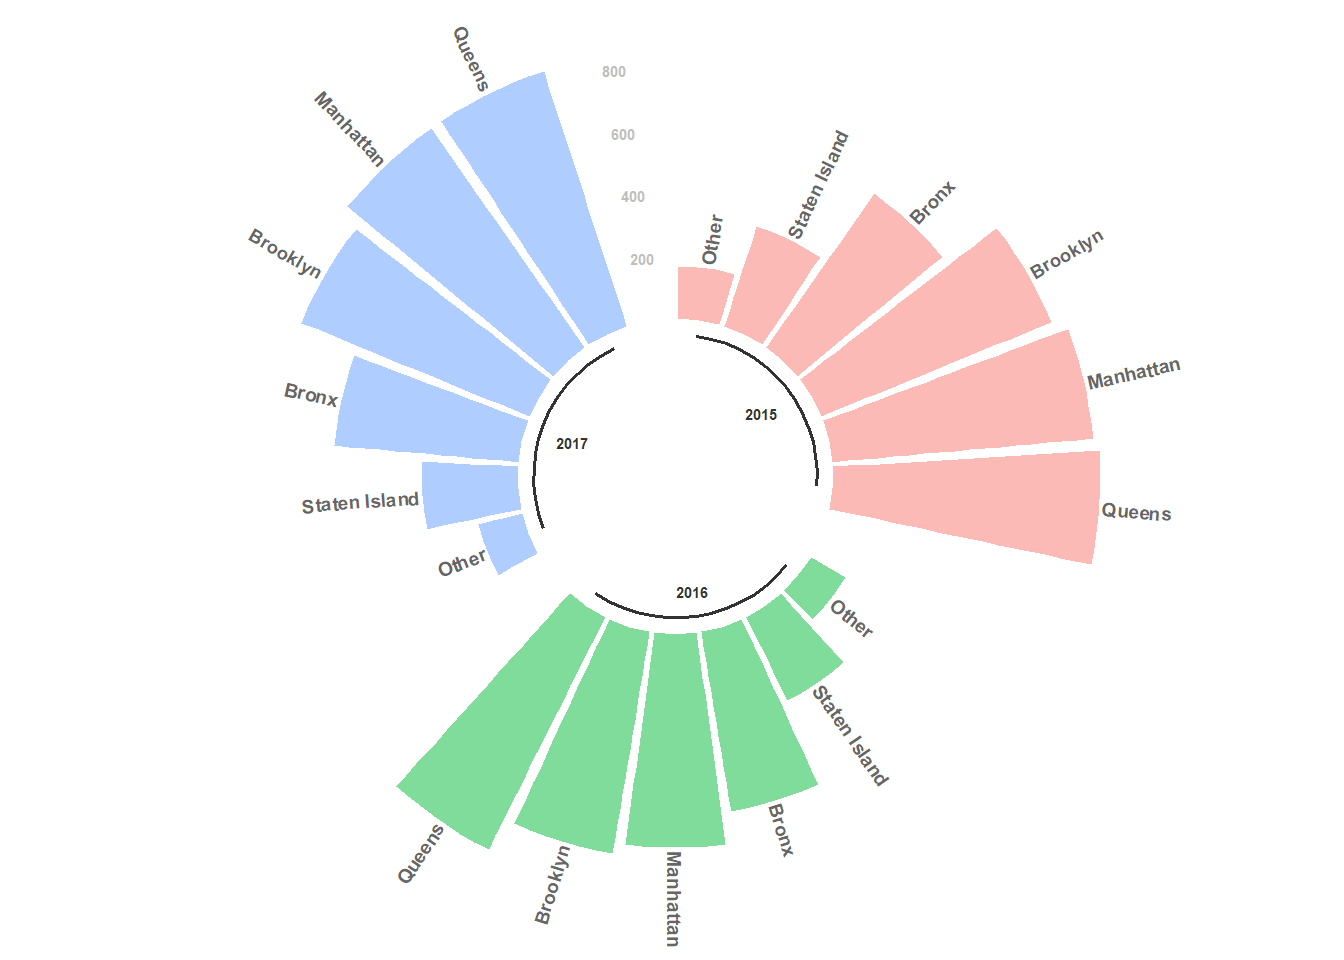 800
600
400
200
Other
Staten Island
Bronx
Brooklyn
Manhattan
Queens
2015
Other
Staten Island
Bronx
Manhattan
Brooklyn
Queens
2016
Other
Staten Island
Bronx
Brooklyn
Manhattan
Queens
2017